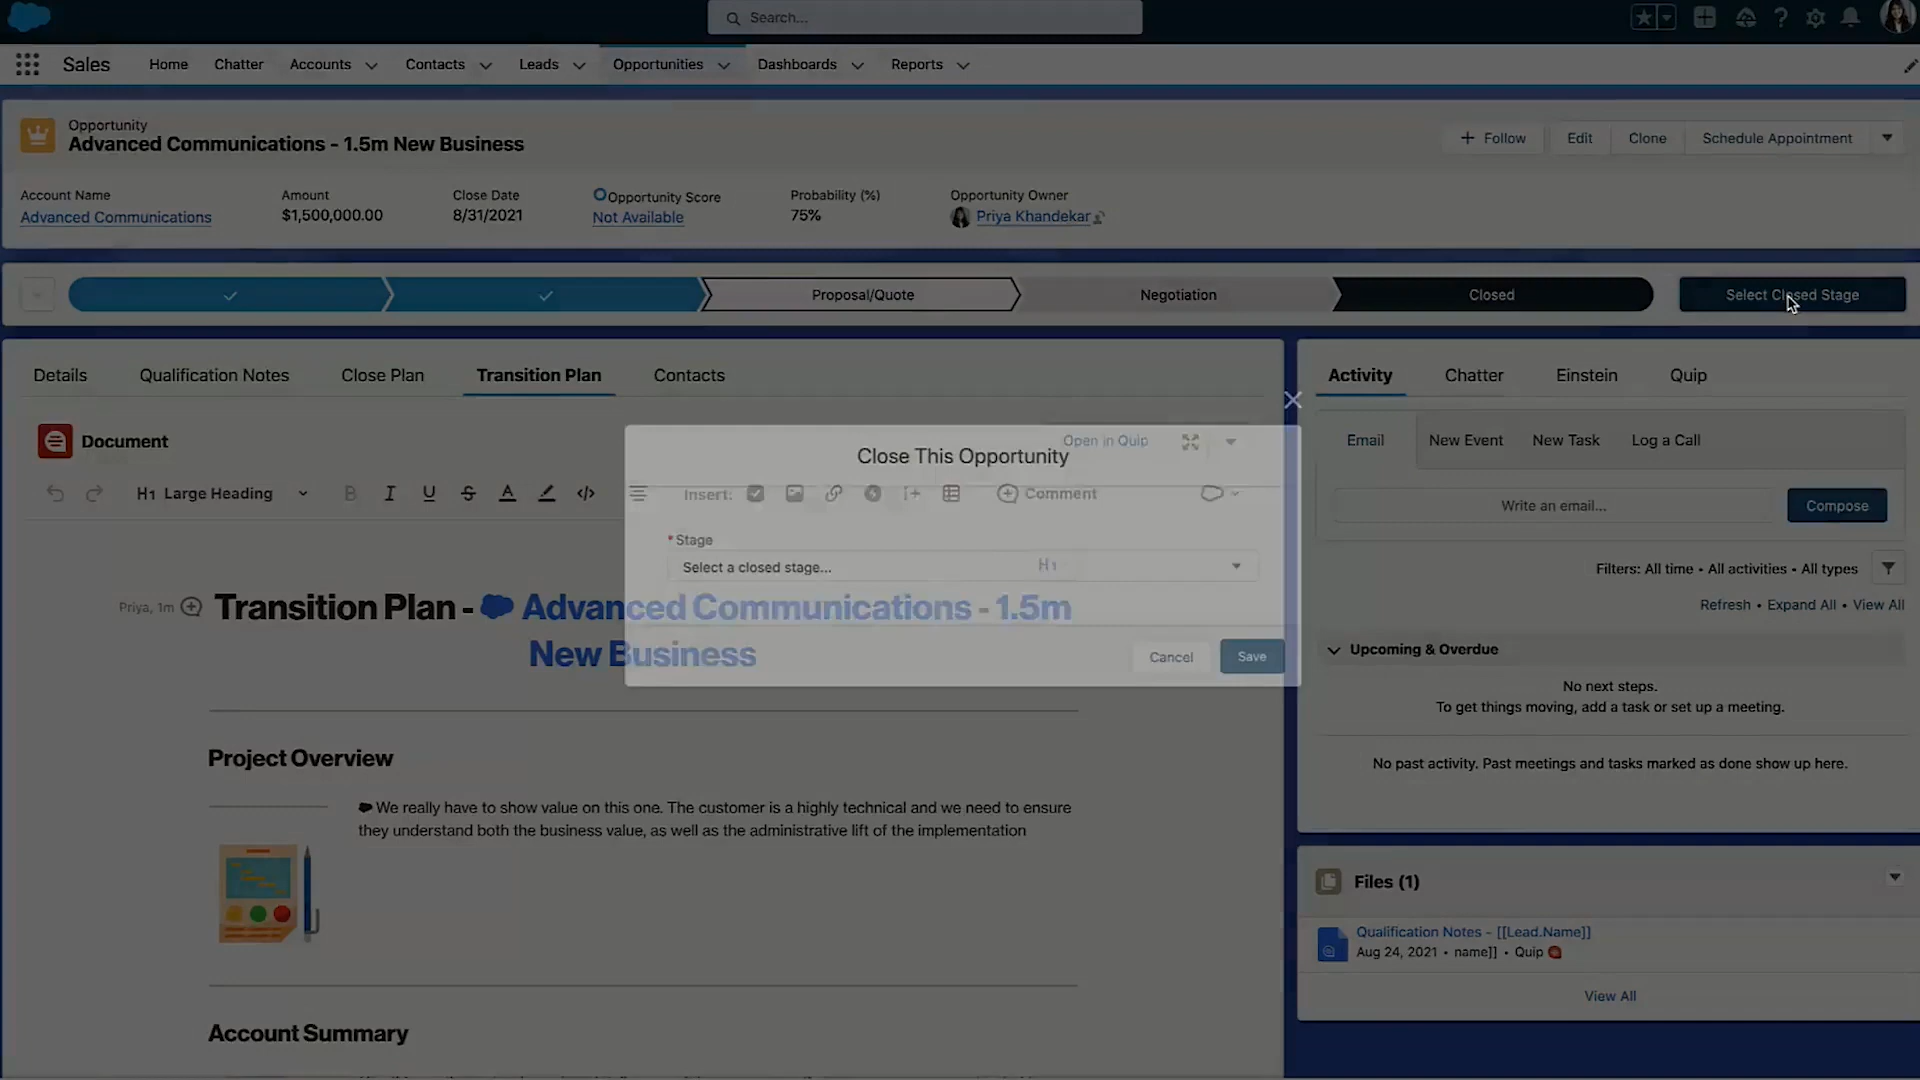 Search...
Sales
Home
Chatter
Accounts
Contacts
Leads
Opportunities
Dashboards
Reports
Opportunity
Advanced Communications - 1.5m New Business
Follow
Edit
Clone
Schedule Appointment
Account Name
Advanced Communications
Amount
$1,500,000.00
Close Date
8/31/2021
Opportunity Score
Not Available
Probability (%)
75%
Opportunity Owner
Priya Khandekar
Proposal/Quote
Negotiation
Closed
Select Closed Stage
Details
Qualification Notes
Close Plan
Transition Plan
Contacts
Document
Open in Quip
H1 Large Heading
B I U S A </>
Insert:
Comment
Close This Opportunity
*Stage
Select a closed stage...
H1
Cancel
Save
Priya, 1m
Transition Plan - Advanced Communications - 1.5m
New Business
Project Overview
We really have to show value on this one. The customer is a highly technical and we need to ensure
they understand both the business value, as well as the administrative lift of the implementation
Account Summary
Activity
Chatter
Einstein
Quip
Email
New Event
New Task
Log a Call
Write an email...
Compose
Filters: All time • All activities • All types
Refresh • Expand All • View All
Upcoming & Overdue
No next steps.
To get things moving, add a task or set up a meeting.
No past activity. Past meetings and tasks marked as done show up here.
Files (1)
Qualification Notes - [[Lead.Name]]
Aug 24, 2021 • name]] • Quip
View All